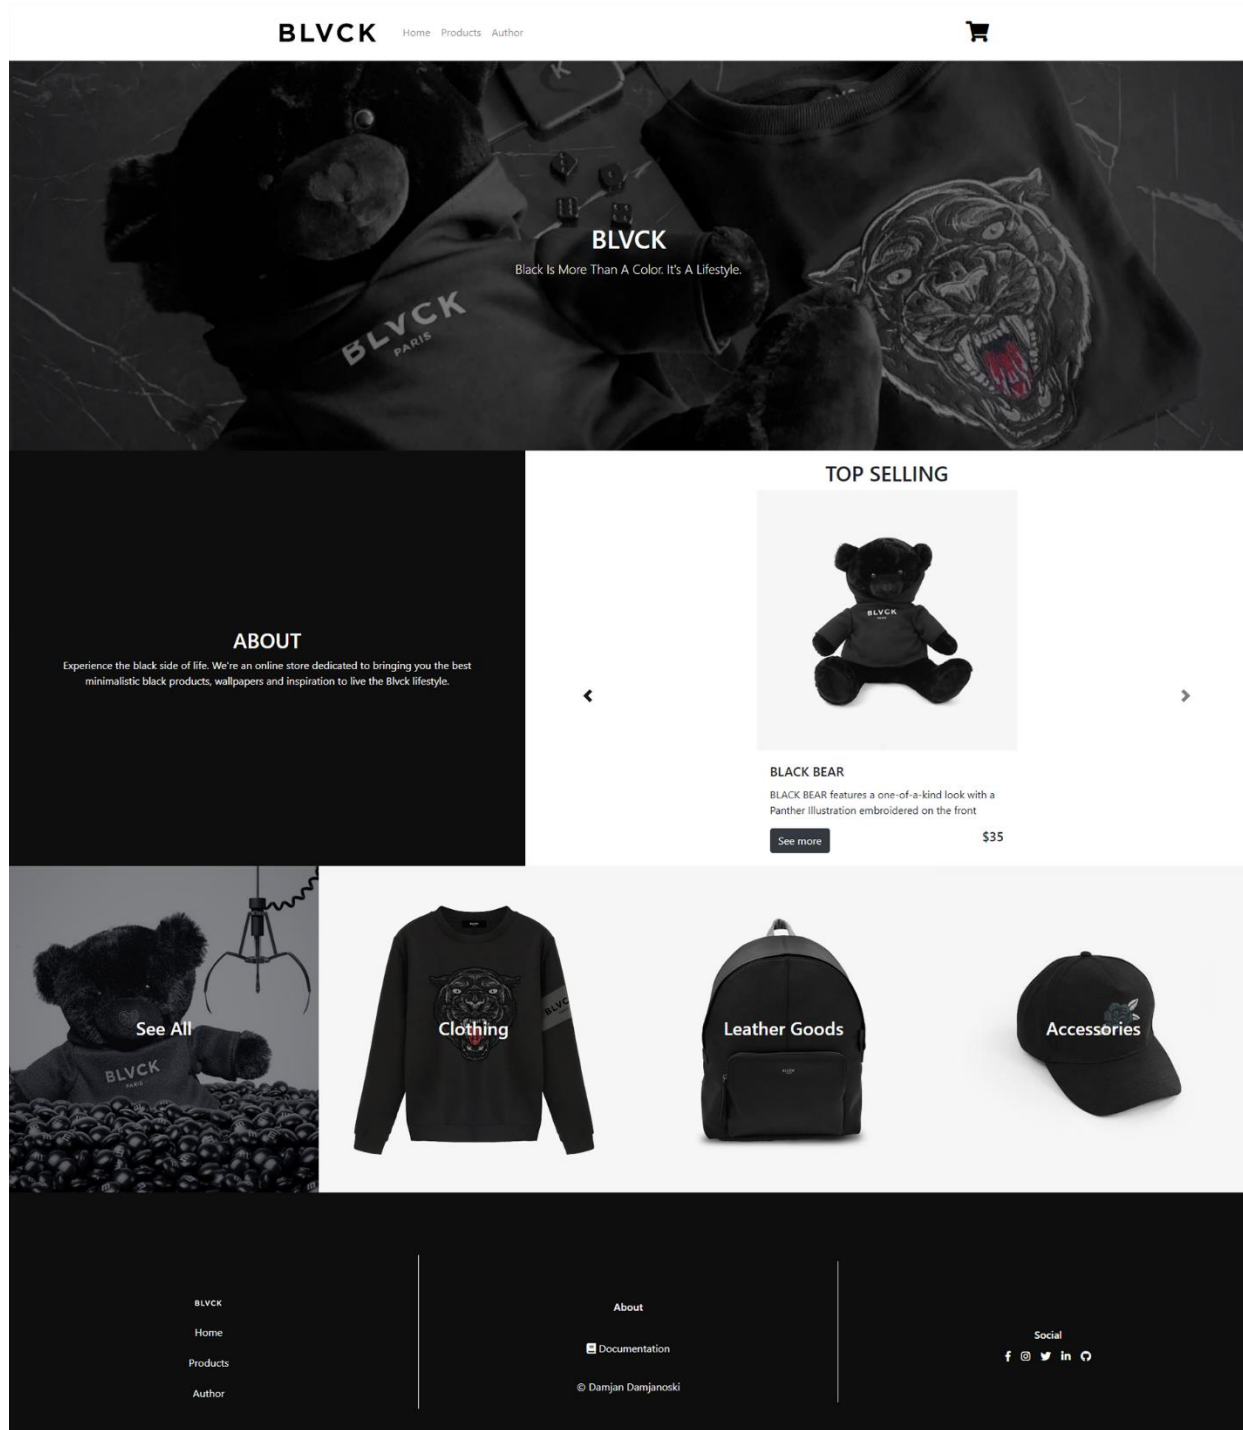 BLVCK
Home Products Author
K
BLVCK
Black Is More Than A Color. It's A Lifestyle.
BLVCK
PARIS
TOP SELLING
BLVCK
ABOUT
Experience the black side of life. We're an online store dedicated to bringing you the best
minimalistic black products, wallpapers and inspiration to live the Blvck lifestyle.
BLACK BEAR
BLACK BEAR features a one-of-a-kind look with a
Panther Illustration embroidered on the front
See more
$35
See All
BLVCK
PARIS
Clothing
BLVC
Leather Goods
BLVCK
Accessories
BLVCK
Home
Products
Author
About
Documentation
© Damjan Damjanoski
Social